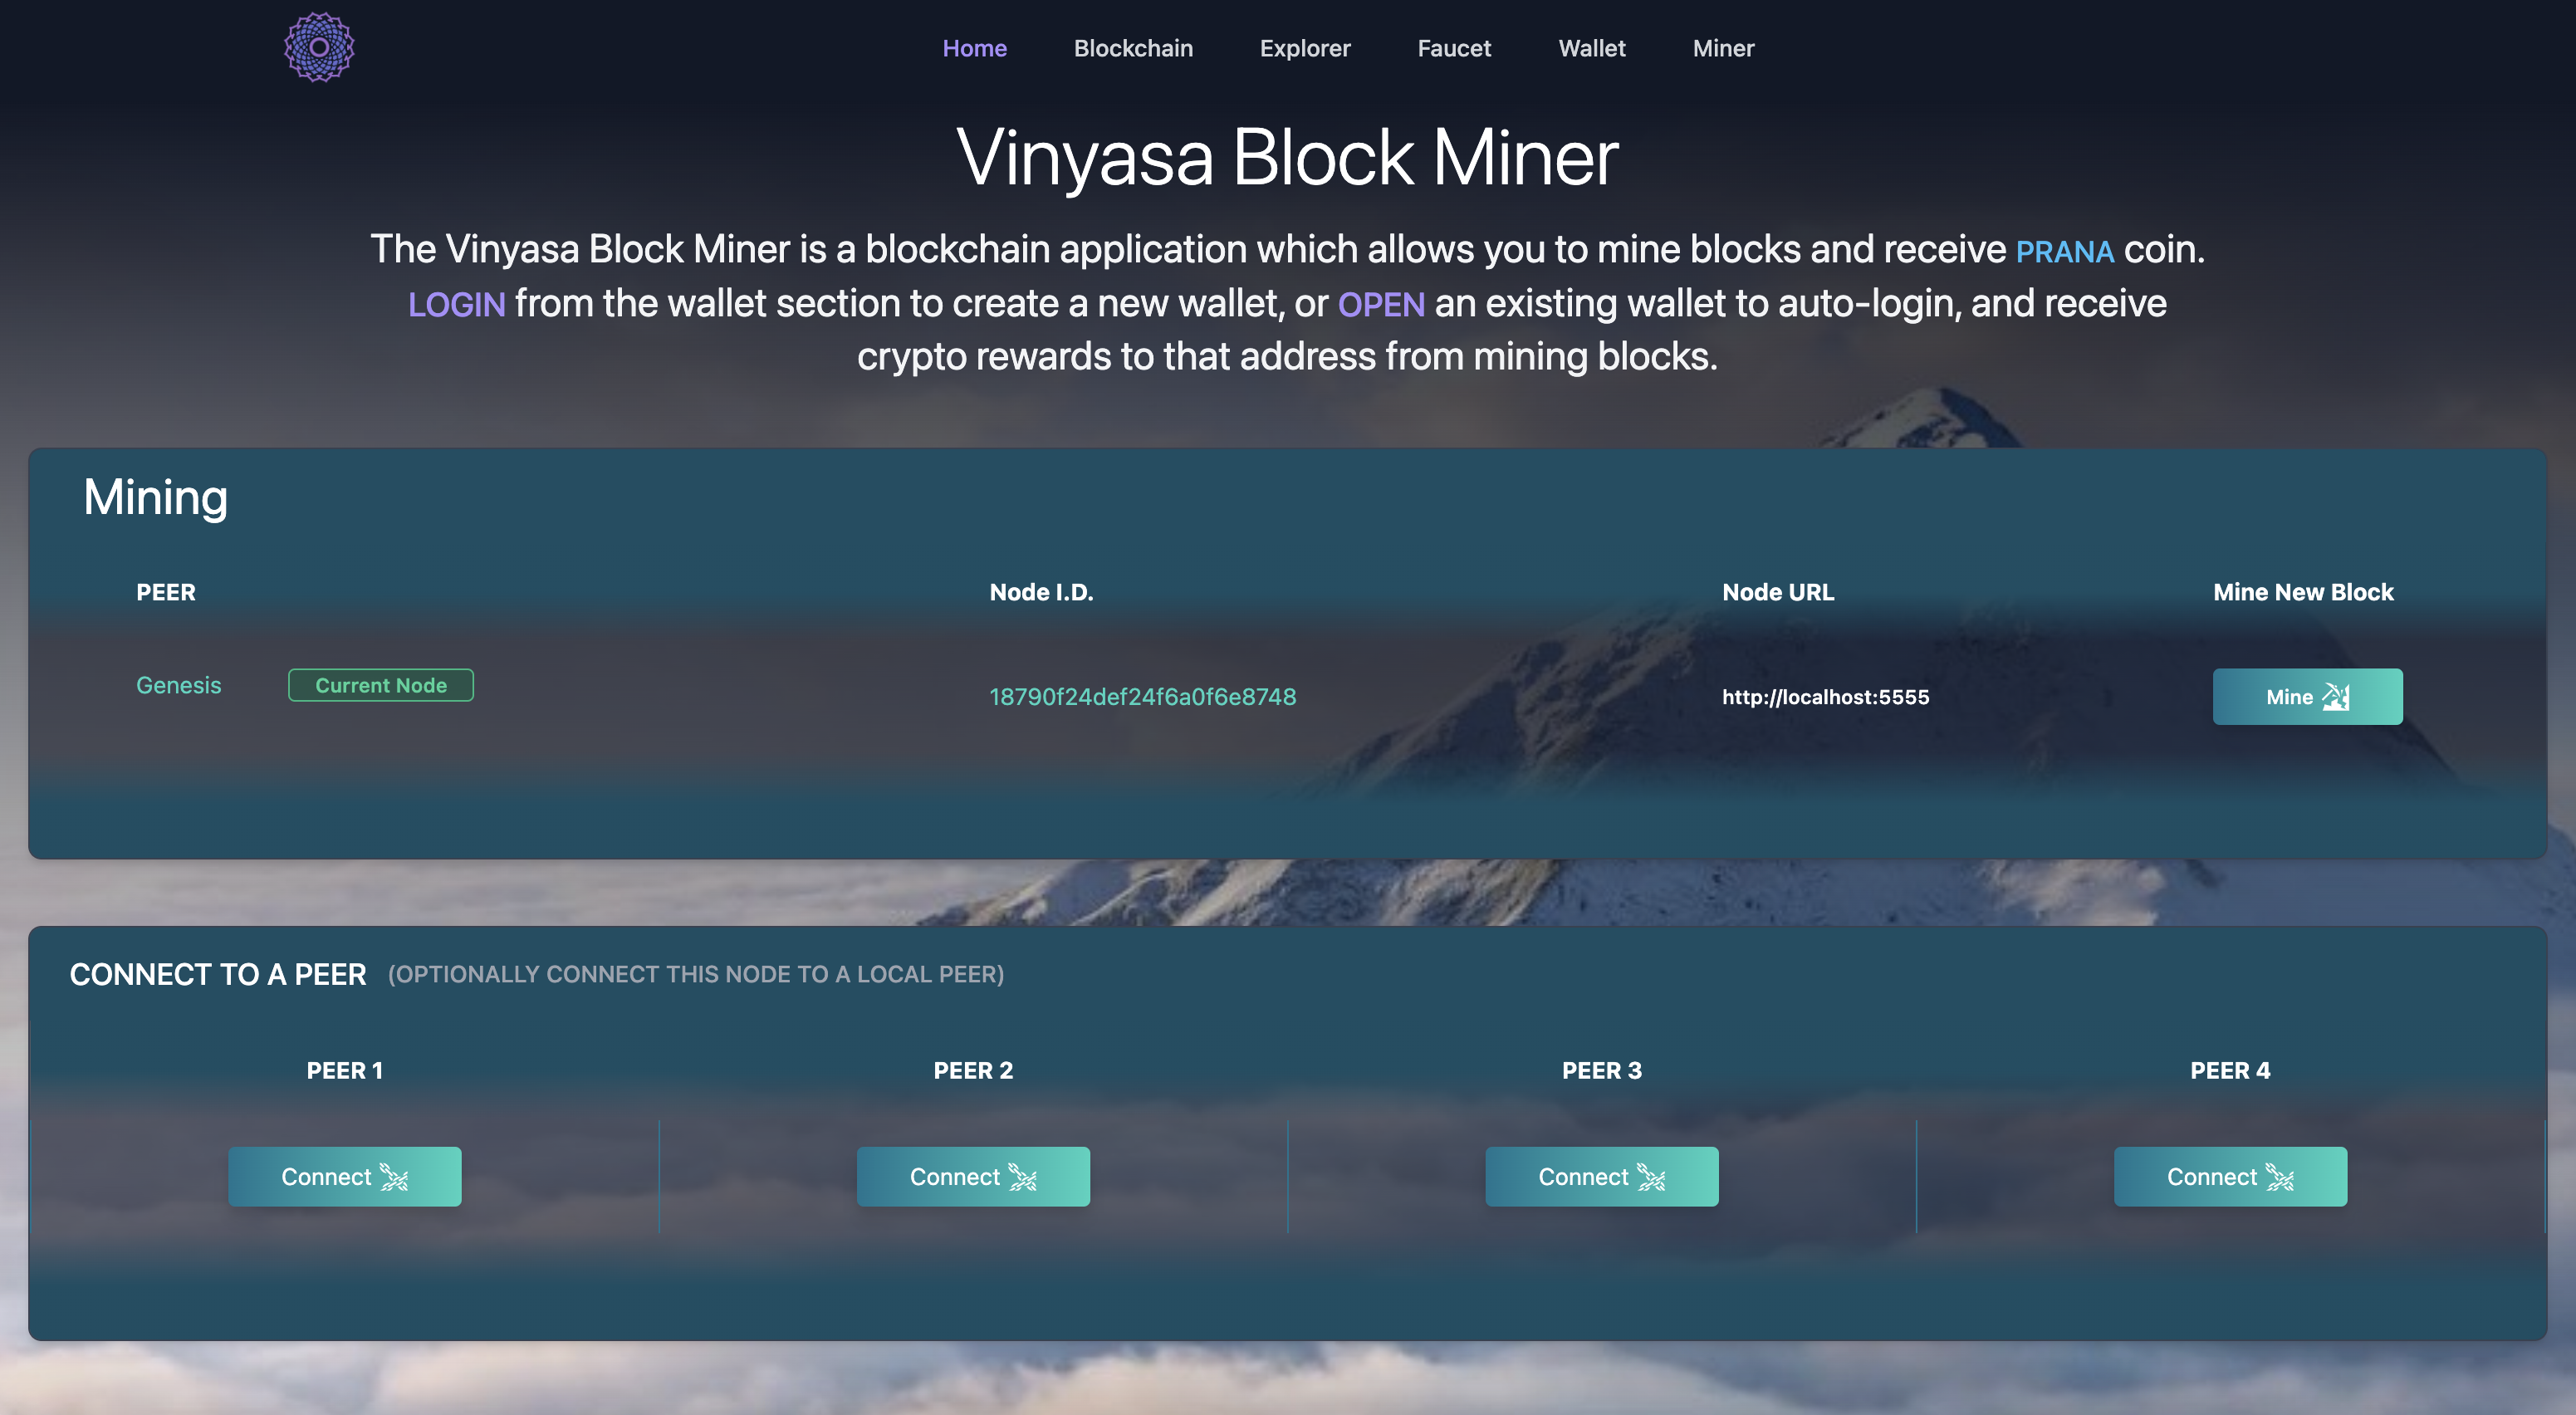 Home Blockchain Explorer Faucet Wallet Miner
Vinyasa Block Miner
The Vinyasa Block Miner is a blockchain application which allows you to mine blocks and receive PRANA coin.
LOGIN from the wallet section to create a new wallet, or OPEN an existing wallet to auto-login, and receive
crypto rewards to that address from mining blocks.
Mining
PEER Node I.D. Node URL Mine New Block
Genesis Current Node 18790f24def24f6a0f6e8748 http://localhost:5555 Mine
CONNECT TO A PEER (OPTIONALLY CONNECT THIS NODE TO A LOCAL PEER)
PEER 1 PEER 2 PEER 3 PEER 4
Connect Connect Connect Connect